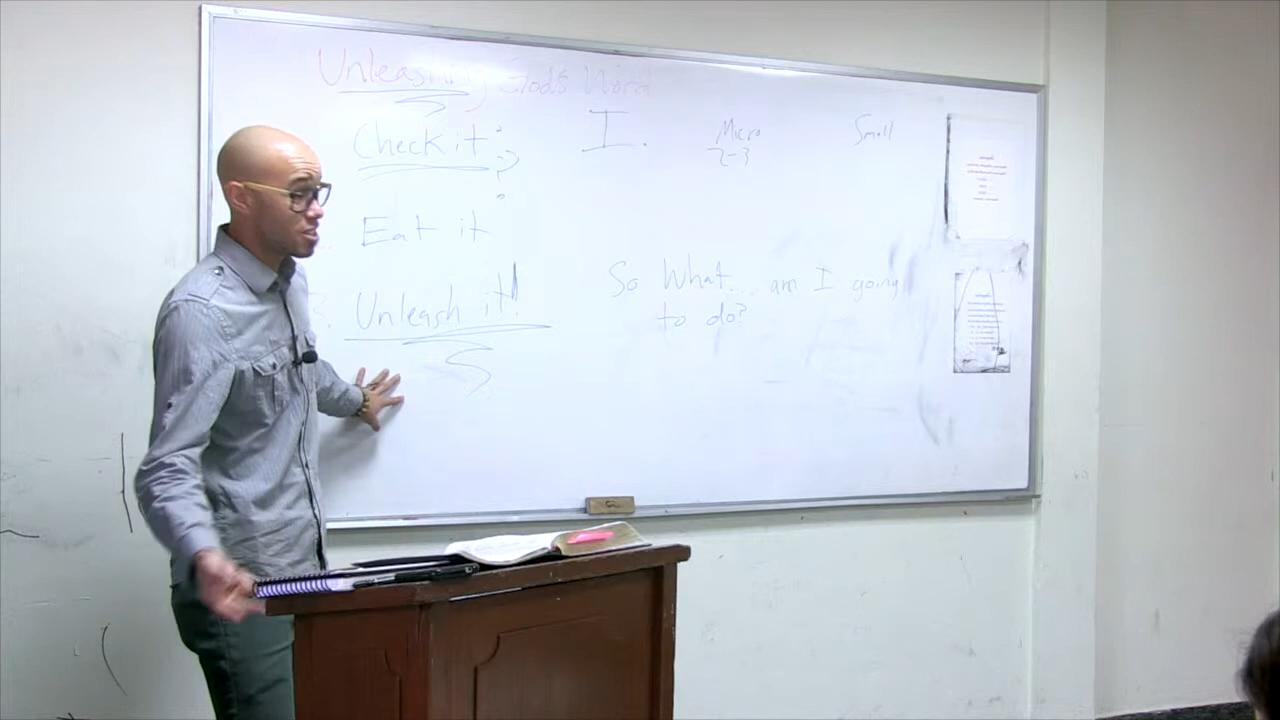 Unleashing God's Word
Check it?
I.
Micro
2-3
Small
Eat it
3. Unleash it!
So What... am I going
to do?